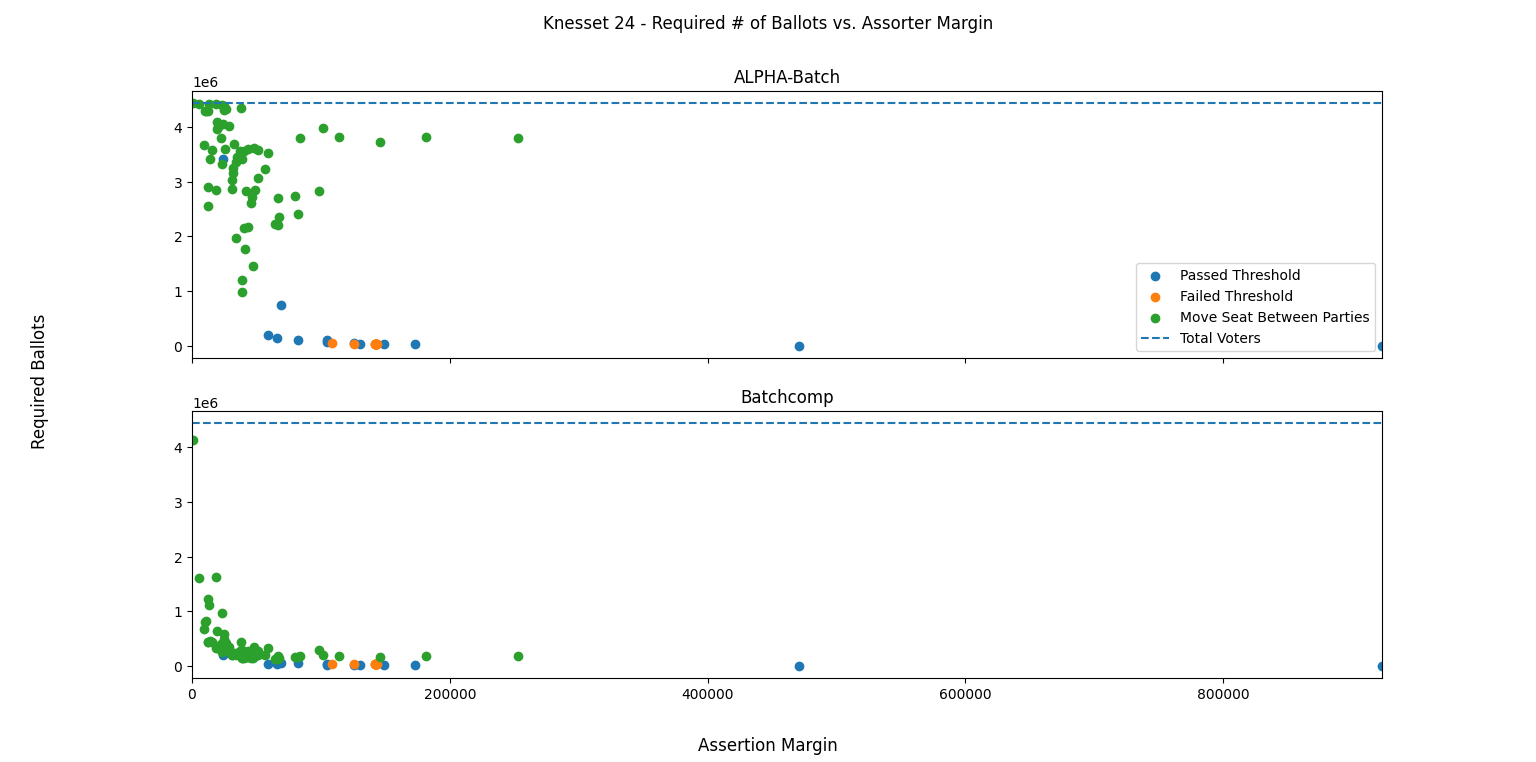 Knesset 24 - Required # of Ballots vs. Assorter Margin
ALPHA-Batch
1e6
4
3
2
1
0
Passed Threshold
Failed Threshold
Move Seat Between Parties
Total Voters
Required Ballots
Batchcomp
1e6
4
3
2
1
0
0 200000 400000 600000 800000
Assertion Margin